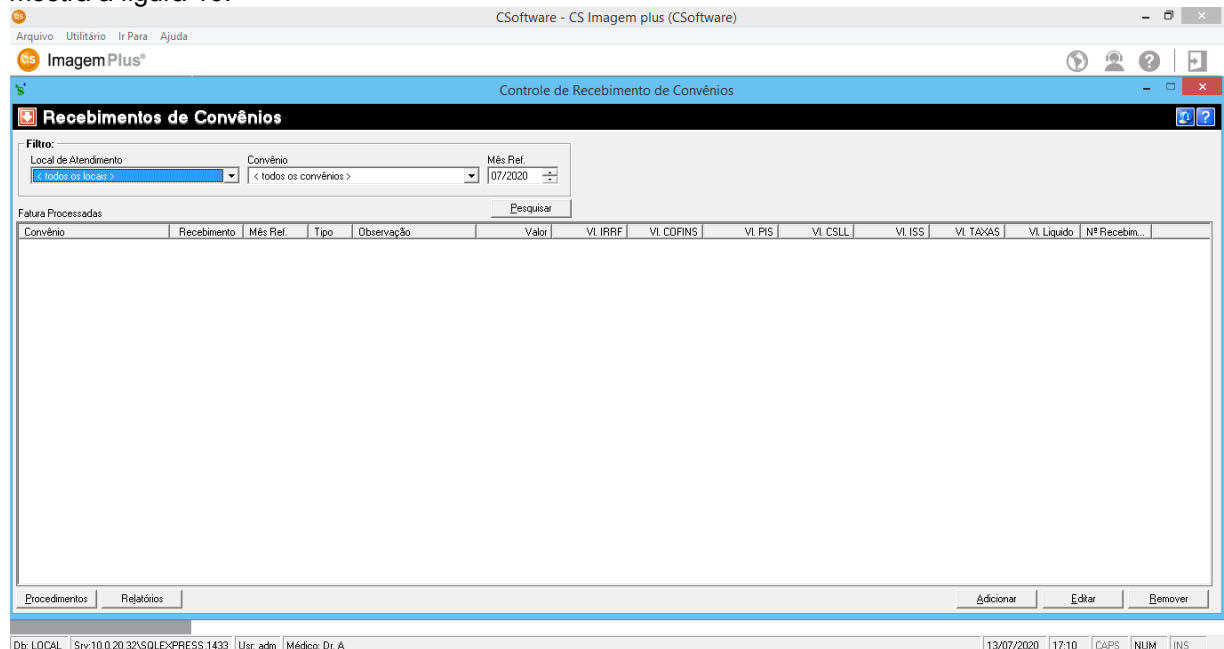 CSoftware - CS Imagem plus (CSoftware)
Arquivo Utilitário Ir Para Ajuda
CS Imagem Plus®
Controle de Recebimento de Convênios
Recebimentos de Convênios
Filtro:
Local de Atendimento Convênio Mês Ref.
< todos os locais > < todos os convênios > 07/2020
Pesquisar
Fatura Processadas
Convênio Recebimento Mês Ref. Tipo Observação Valor Vl. IRRF Vl. COFINS Vl. PIS Vl. CSLL Vl. ISS Vl. TAXAS Vl. Liquido Nª Recebim...
Procedimentos Relatórios Adicionar Editar Remover
Db: LOCAL Srv:10.0.20.32\SQLEXPRESS,1433 Usr: adm Médico: Dr. A 13/07/2020 17:10 CAPS NUM INS